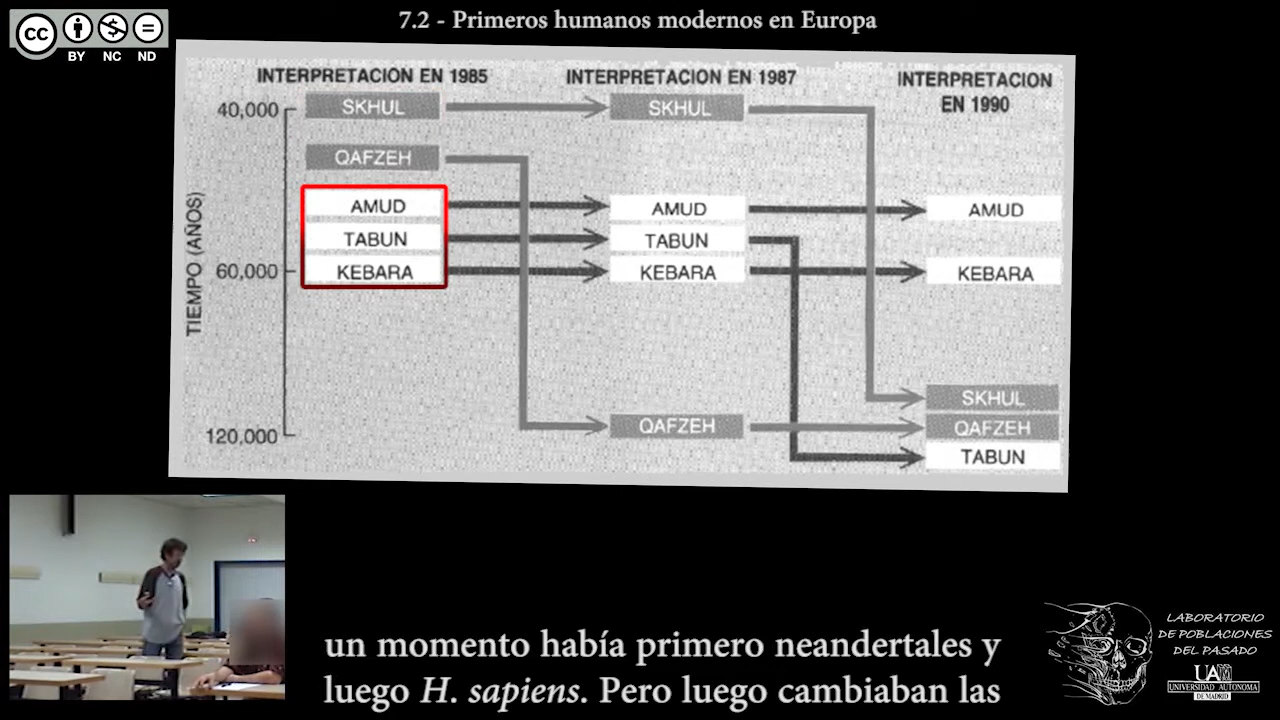 7.2 - Primeros humanos modernos en Europa
CC
BY NC ND
INTERPRETACION EN 1985
INTERPRETACION EN 1987
INTERPRETACION
EN 1990
TIEMPO (AÑOS)
40,000
60,000
120,000
SKHUL
QAFZEH
AMUD
TABUN
KEBARA
SKHUL
AMUD
TABUN
KEBARA
QAFZEH
AMUD
KEBARA
SKHUL
QAFZEH
TABUN
un momento había primero neandertales y
luego H. sapiens. Pero luego cambiaban las
LABORATORIO
DE POBLACIONES
DEL PASADO
UAM
UNIVERSIDAD AUTONOMA
DE MADRID